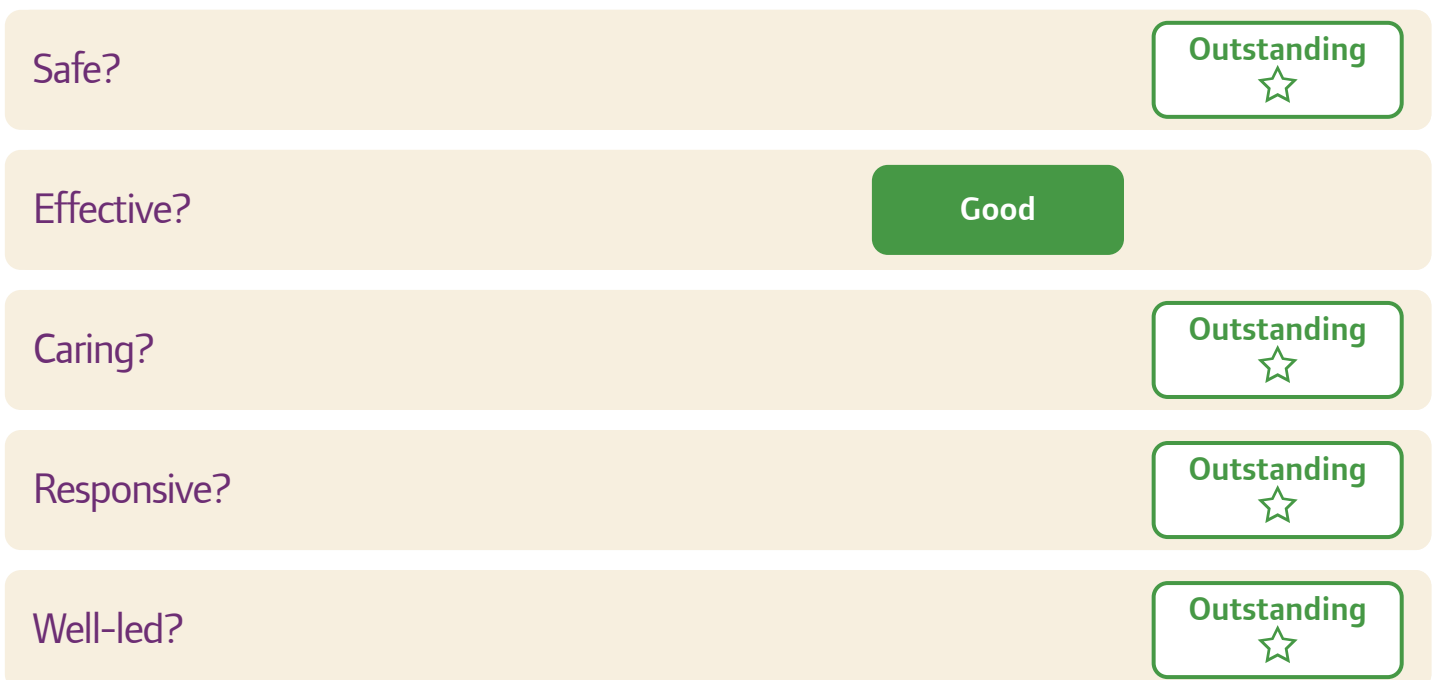 Safe?
Outstanding
Effective?
Good
Caring?
Outstanding
Responsive?
Outstanding
Well-led?
Outstanding